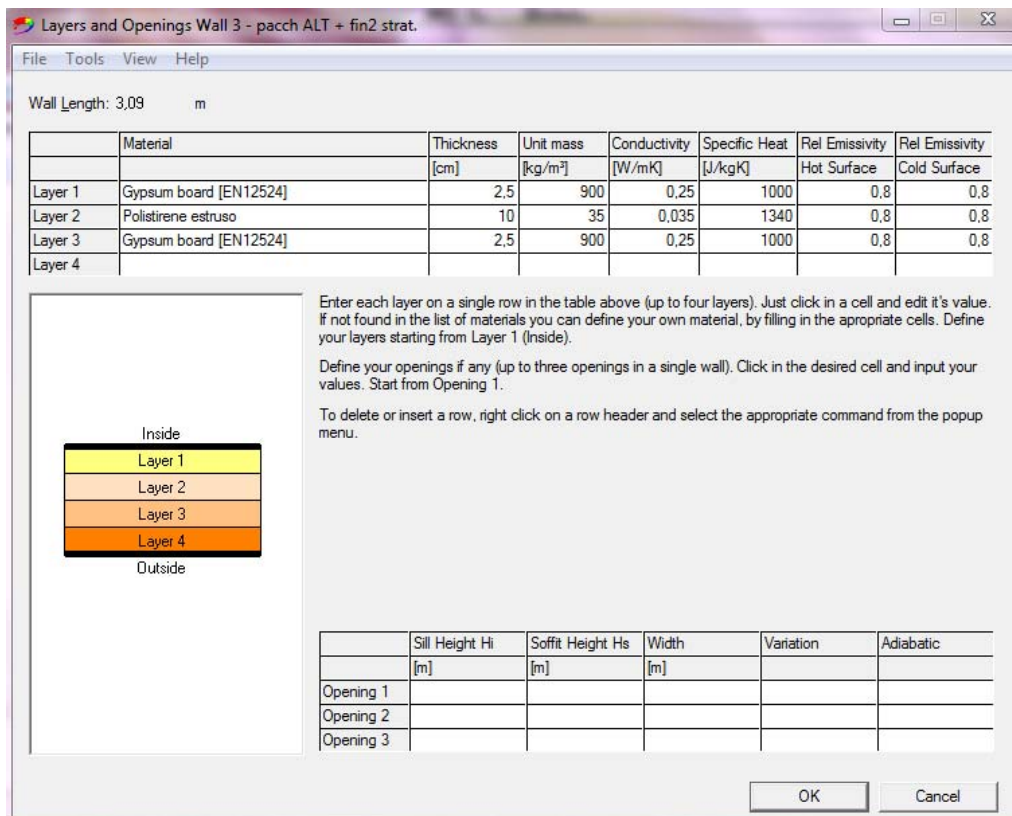 Layers and Openings Wall 3 - pacch ALT + fin2 strat.
File Tools View Help
Wall Length: 3,09 m
Material Thickness Unit mass Conductivity Specific Heat Rel Emissivity Rel Emissivity
[cm] [kg/m³] [W/mK] [J/kgK] Hot Surface Cold Surface
Layer 1 Gypsum board [EN12524] 2,5 900 0,25 1000 0,8 0,8
Layer 2 Polistirene estruso 10 35 0,035 1340 0,8 0,8
Layer 3 Gypsum board [EN12524] 2,5 900 0,25 1000 0,8 0,8
Layer 4
Enter each layer on a single row in the table above (up to four layers). Just click in a cell and edit it's value.
If not found in the list of materials you can define your own material, by filling in the apropriate cells. Define
your layers starting from Layer 1 (Inside).
Define your openings if any (up to three openings in a single wall). Click in the desired cell and input your
values. Start from Opening 1.
To delete or insert a row, right click on a row header and select the appropriate command from the popup
menu.
Inside
Layer 1
Layer 2
Layer 3
Layer 4
Outside
Sill Height Hi Soffit Height Hs Width Variation Adiabatic
[m] [m] [m]
Opening 1
Opening 2
Opening 3
OK Cancel